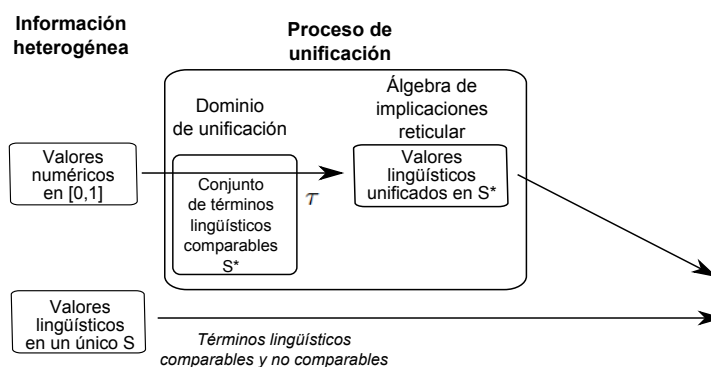 Información
heterogénea
Proceso de
unificación
Dominio
de unificación
Álgebra de
implicaciones
reticular
Valores
numéricos
en [0,1]
Conjunto
de términos
lingüísticos
comparables
S*
τ
Valores
lingüísticos
unificados en S*
Valores
lingüísticos
en un único S
Términos lingüísticos
comparables y no comparables